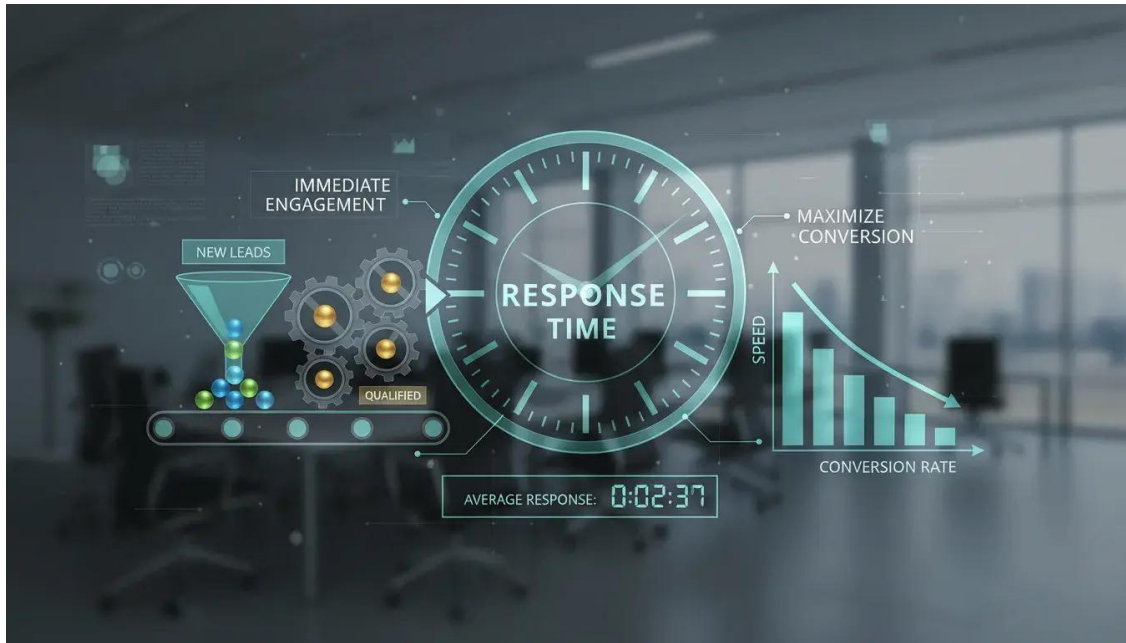 IMMEDIATE
ENGAGEMENT
NEW LEADS
QUALIFIED
RESPONSE
TIME
MAXIMIZE
CONVERSION
SPEED
CONVERSION RATE
AVERAGE RESPONSE: 0:02:37